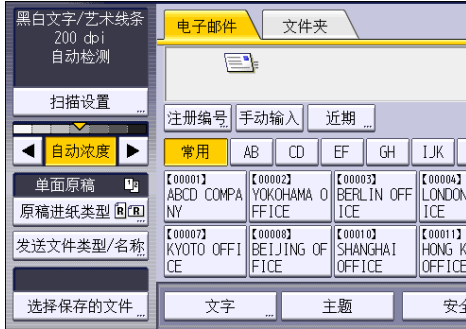 黑白文字/艺术线条
200 dpi
自动检测
扫描设置
自动浓度
单面原稿
原稿进纸类型
发送文件类型/名称
选择保存的文件
电子邮件 文件夹
注册编号 手动输入 近期
常用 AB CD EF GH IJK
【00001】
ABCD COMPA
NY
【00002】
YOKOHAMA O
FFICE
【00003】
BERLIN OFF
ICE
【00004】
LONDON
ICE
【00007】
KYOTO OFFI
CE
【00008】
BEIJING OF
FICE
【00010】
SHANGHAI
OFFICE
【00011】
HONG K
OFFICE
文字 主题